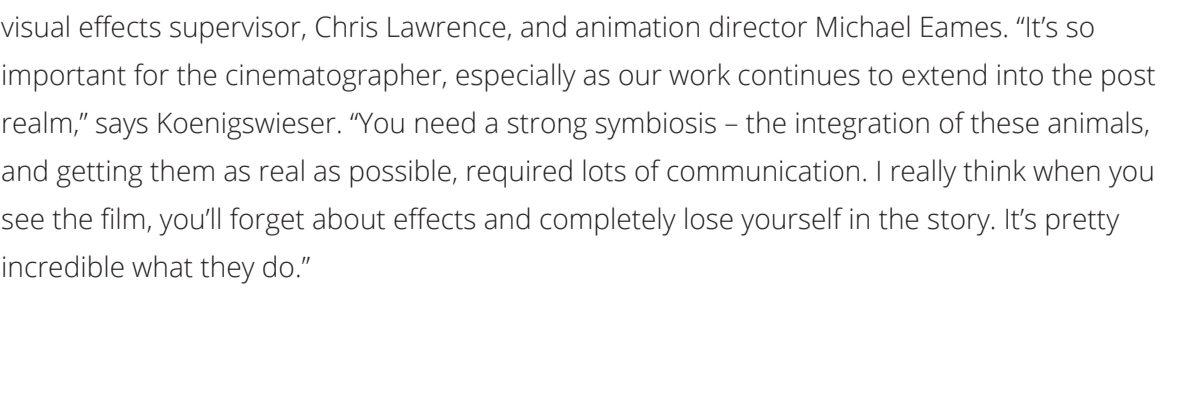 visual effects supervisor, Chris Lawrence, and animation director Michael Eames. “It’s so
important for the cinematographer, especially as our work continues to extend into the post
realm,” says Koenigswieser. “You need a strong symbiosis – the integration of these animals,
and getting them as real as possible, required lots of communication. I really think when you
see the film, you’ll forget about effects and completely lose yourself in the story. It’s pretty
incredible what they do.”